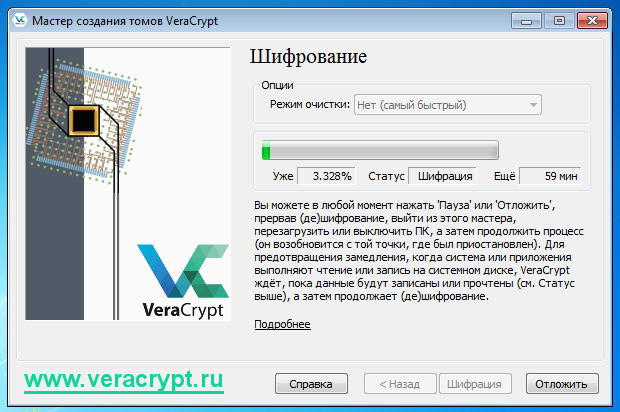 Мастер создания томов VeraCrypt
Шифрование
Опции
Режим очистки: Нет (самый быстрый)
Уже 3.328% Статус Шифрация Ещё 59 мин
Вы можете в любой момент нажать 'Пауза' или 'Отложить',
прервав (де)шифрование, выйти из этого мастера,
перезагрузить или выключить ПК, а затем продолжить процесс
(он возобновится с той точки, где был приостановлен). Для
предотвращения замедления, когда система или приложения
выполняют чтение или запись на системном диске, VeraCrypt
ждёт, пока данные будут записаны или прочтены (см. Статус
выше), а затем продолжает (де)шифрование.
Подробнее
VeraCrypt
www.veracrypt.ru
Справка < Назад Шифрация Отложить